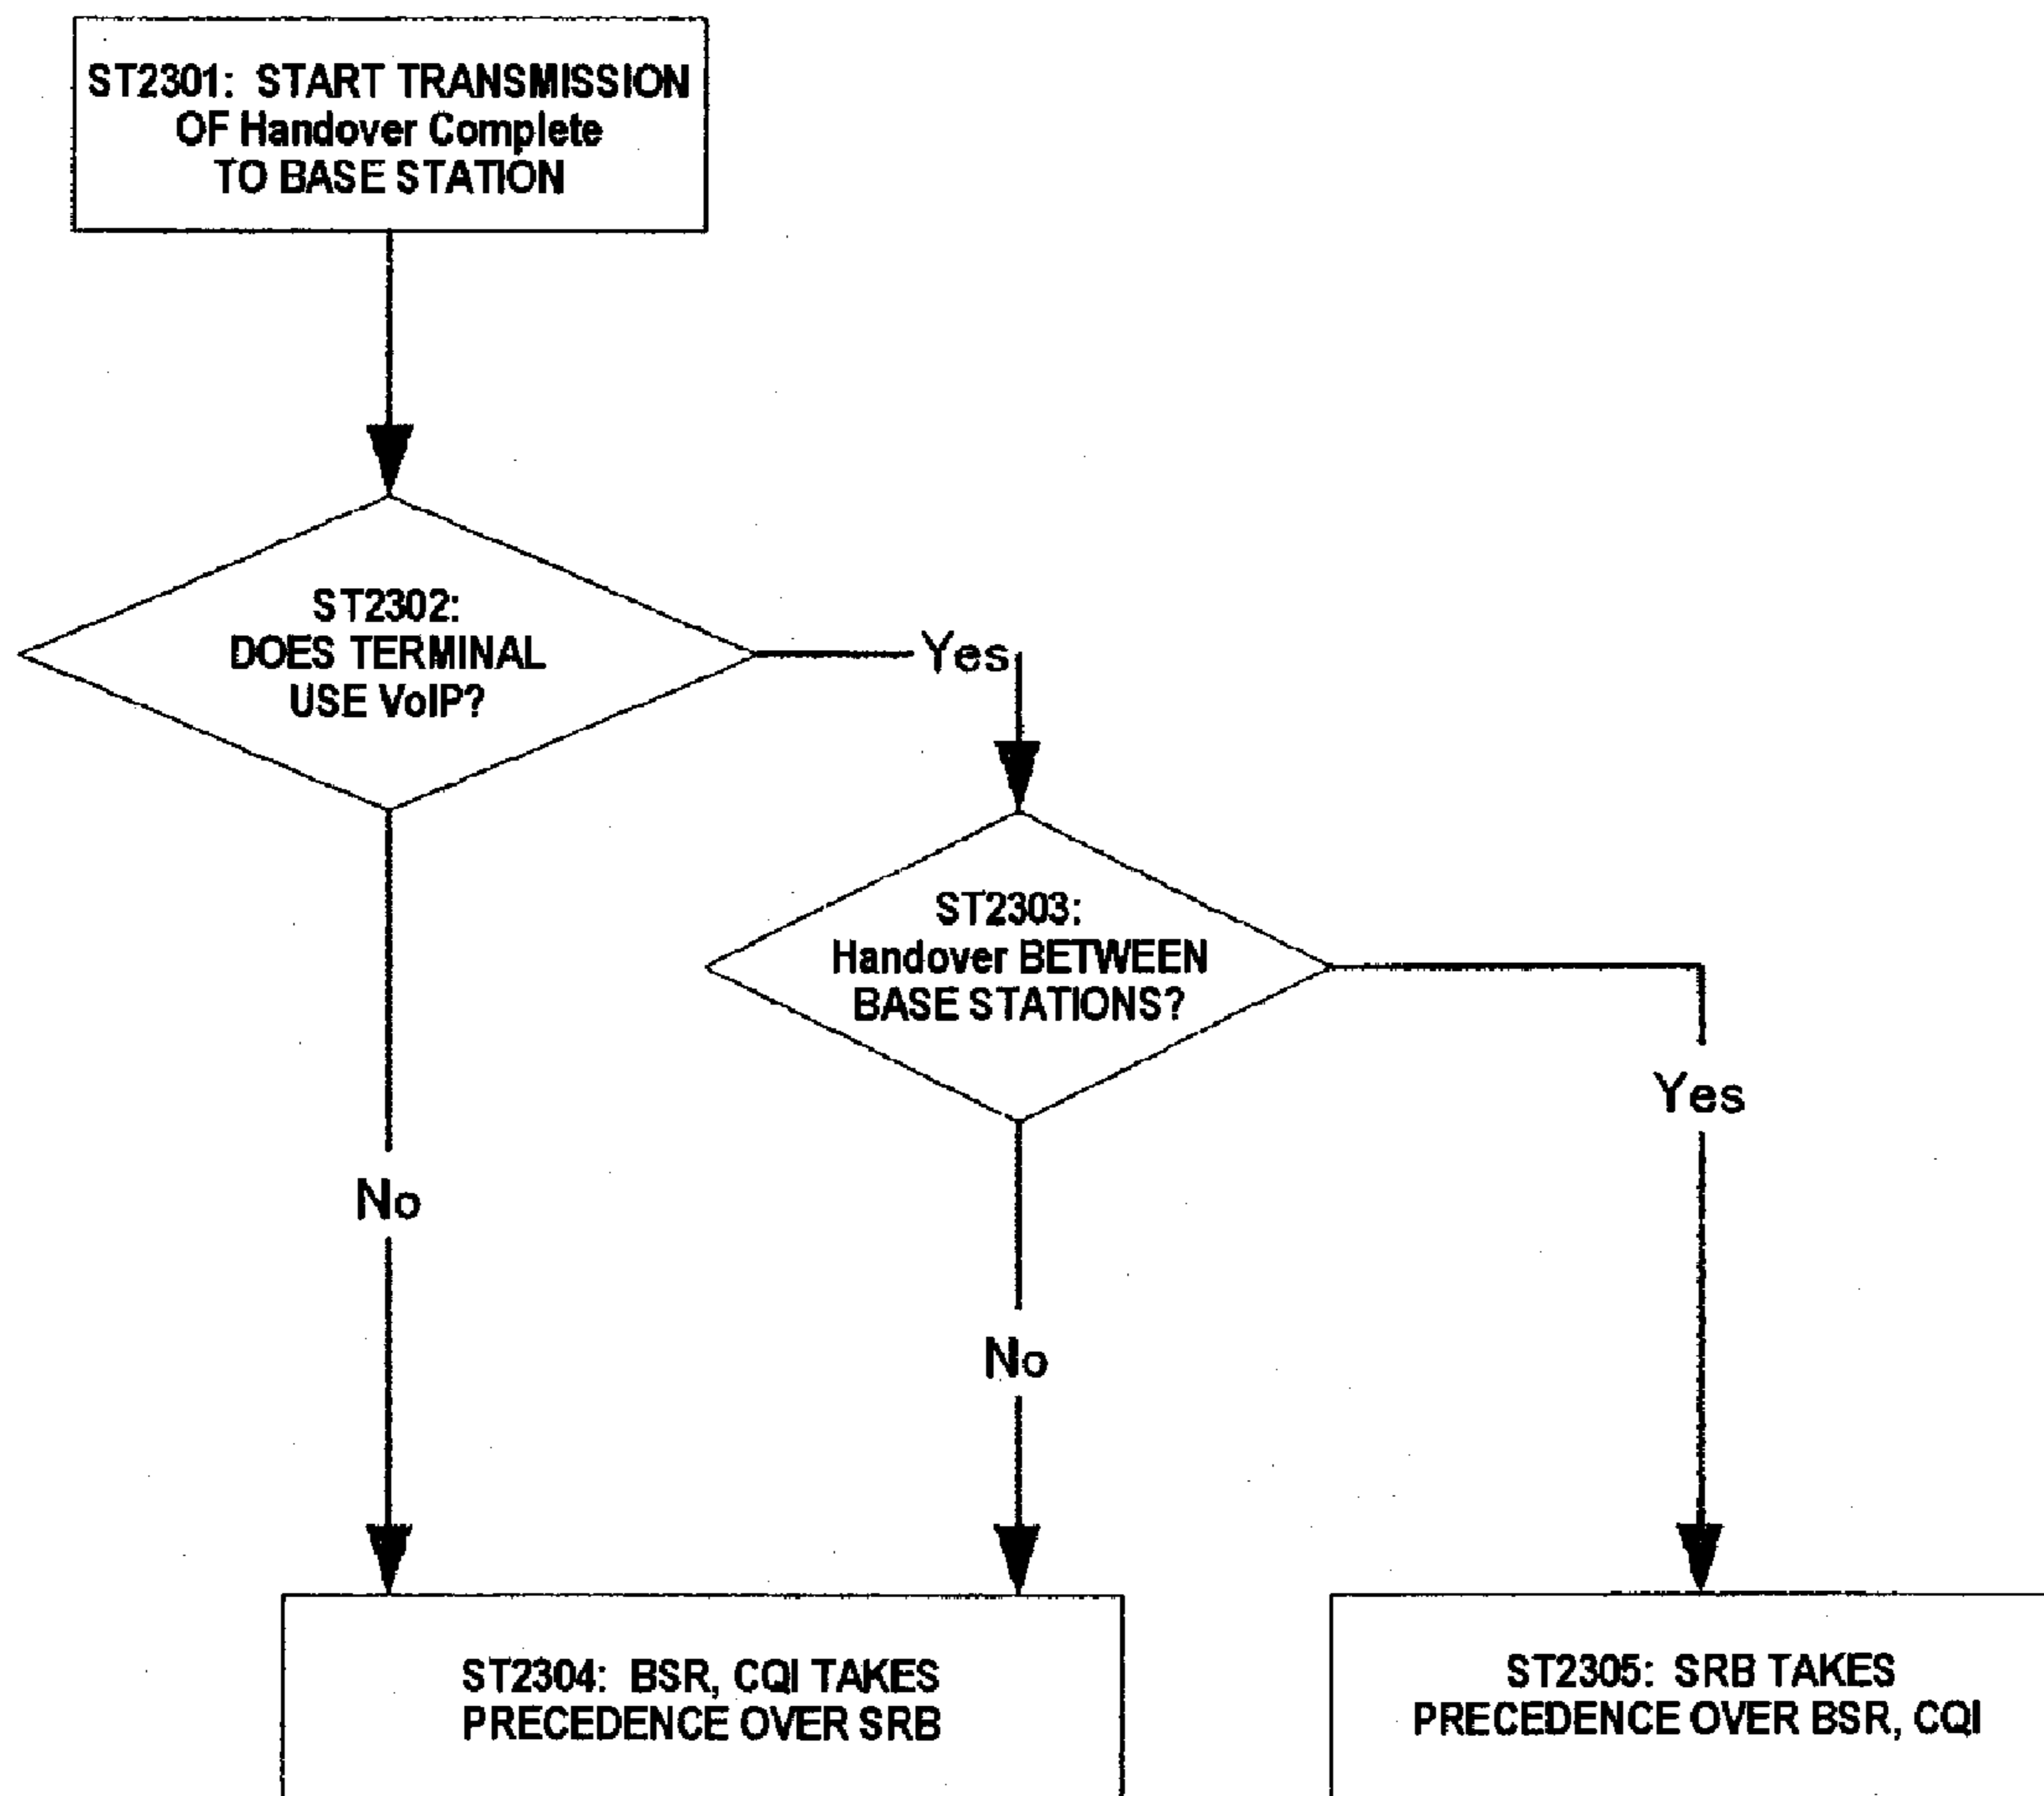 ST2301: START TRANSMISSION
OF Handover Complete
TO BASE STATION
ST2302:
DOES TERMINAL
USE VoIP?
Yes
ST2303:
Handover BETWEEN
BASE STATIONS?
Yes
No
No
ST2304: BSR, CQI TAKES
PRECEDENCE OVER SRB
ST2305: SRB TAKES
PRECEDENCE OVER BSR, CQI